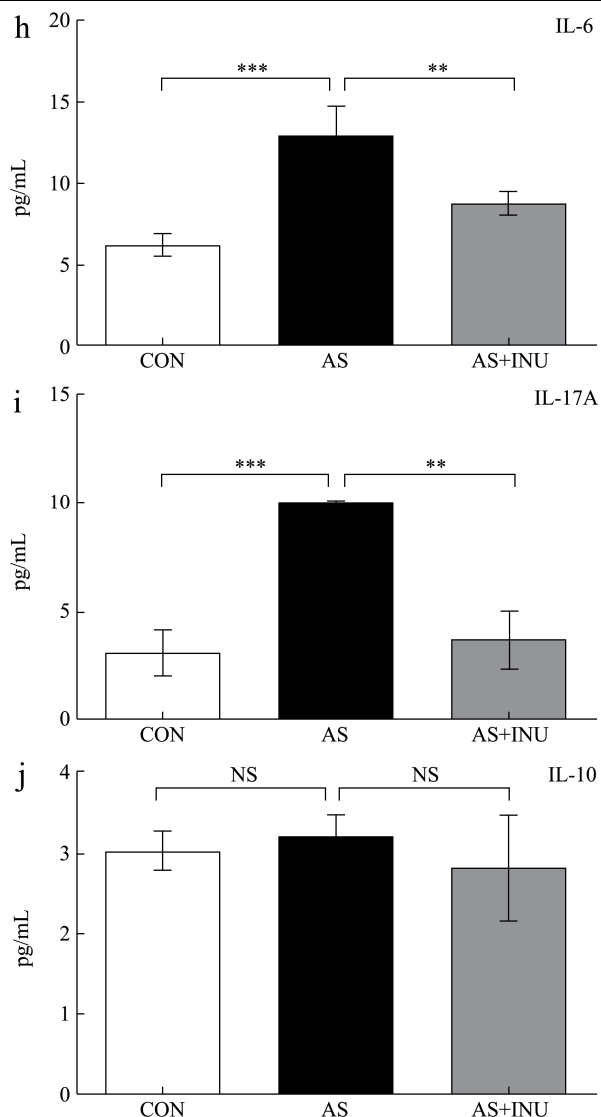 h
IL-6
20
***
**
15
pg/mL
10
5
0
CON AS AS+INU
i
IL-17A
15
***
**
10
pg/mL
5
0
CON AS AS+INU
j
IL-10
4
NS
NS
3
pg/mL
2
1
0
CON AS AS+INU